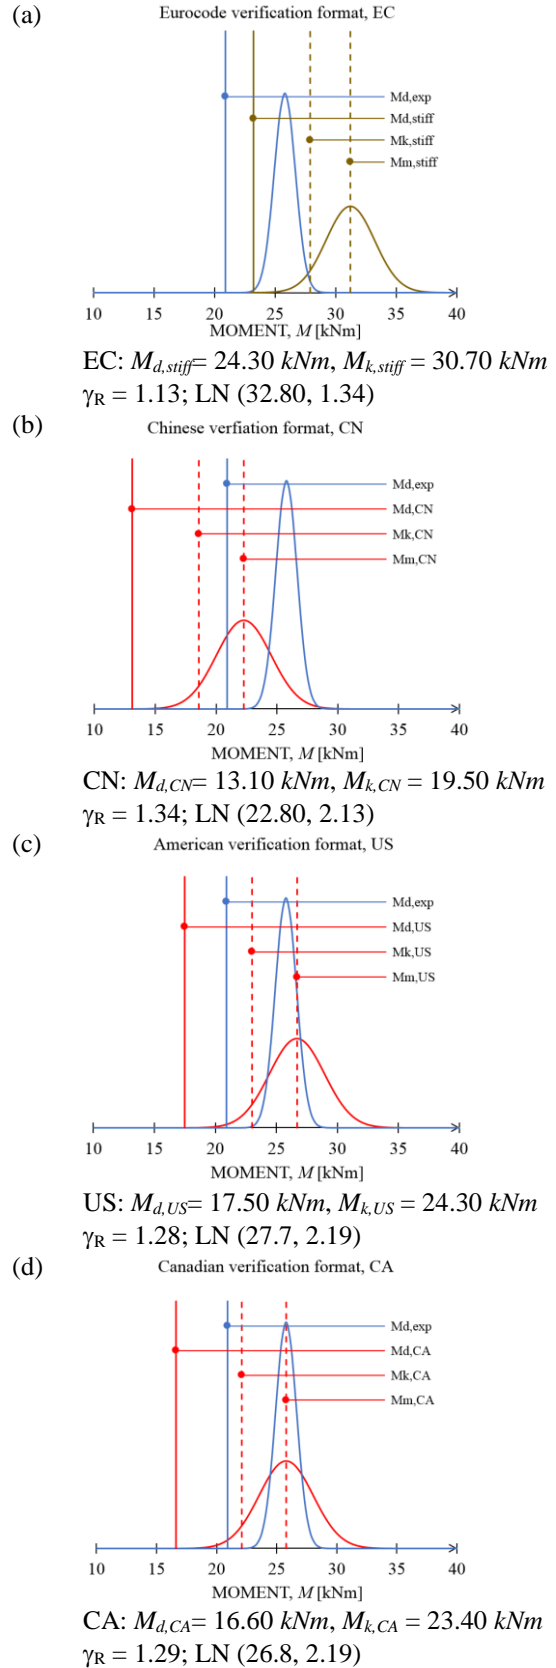 (a)
Eurocode verification format, EC
Md,exp
Md,stiff
Mk,stiff
Mm,stiff
10 15 20 25 30 35 40
MOMENT, M [kNm]
EC: Md,stiff= 24.30 kNm, Mk,stiff = 30.70 kNm
γR = 1.13; LN (32.80, 1.34)
(b)
Chinese verfiation format, CN
Md,exp
Md,CN
Mk,CN
Mm,CN
10 15 20 25 30 35 40
MOMENT, M [kNm]
CN: Md,CN= 13.10 kNm, Mk,CN = 19.50 kNm
γR = 1.34; LN (22.80, 2.13)
(c)
American verification format, US
Md,exp
Md,US
Mk,US
Mm,US
10 15 20 25 30 35 40
MOMENT, M [kNm]
US: Md,US= 17.50 kNm, Mk,US = 24.30 kNm
γR = 1.28; LN (27.7, 2.19)
(d)
Canadian verification format, CA
Md,exp
Md,CA
Mk,CA
Mm,CA
10 15 20 25 30 35 40
MOMENT, M [kNm]
CA: Md,CA= 16.60 kNm, Mk,CA = 23.40 kNm
γR = 1.29; LN (26.8, 2.19)